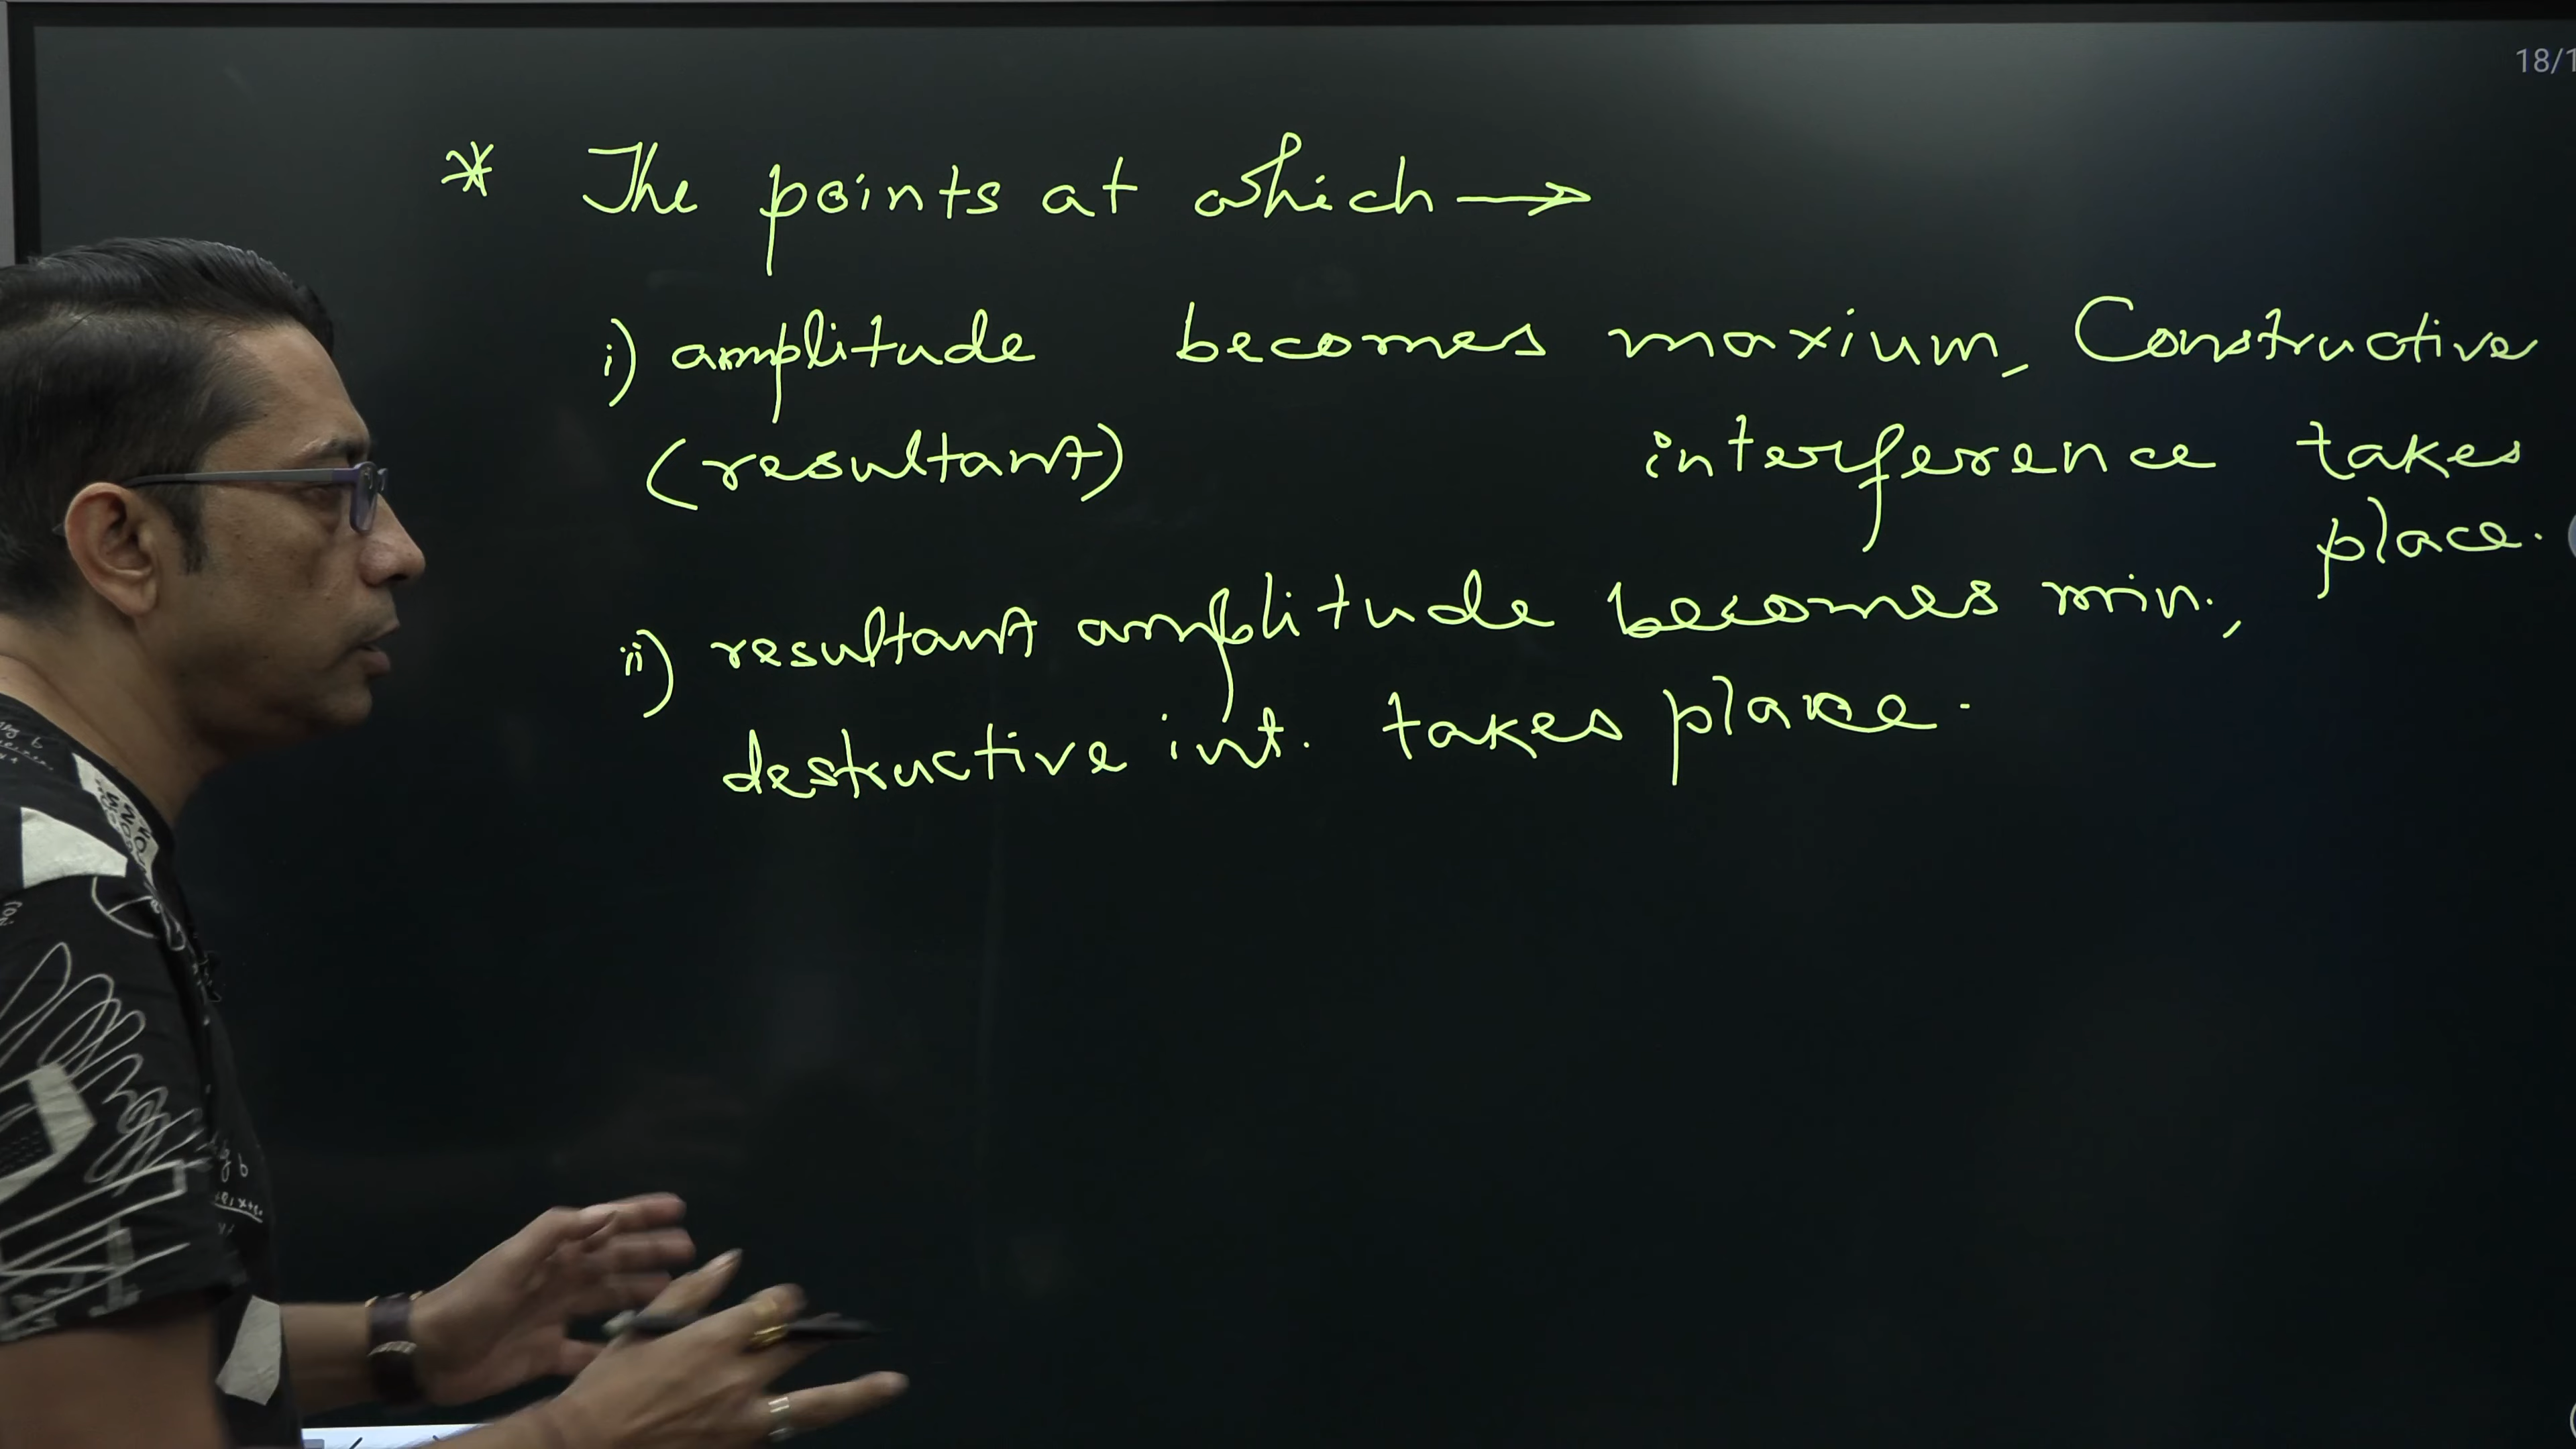 18/1
* The points at which →
i) amplitude becomes maxium, Constructive
(resultant) interference takes
place.
ii) resultant amplitude becomes min.,
destructive int. takes place.